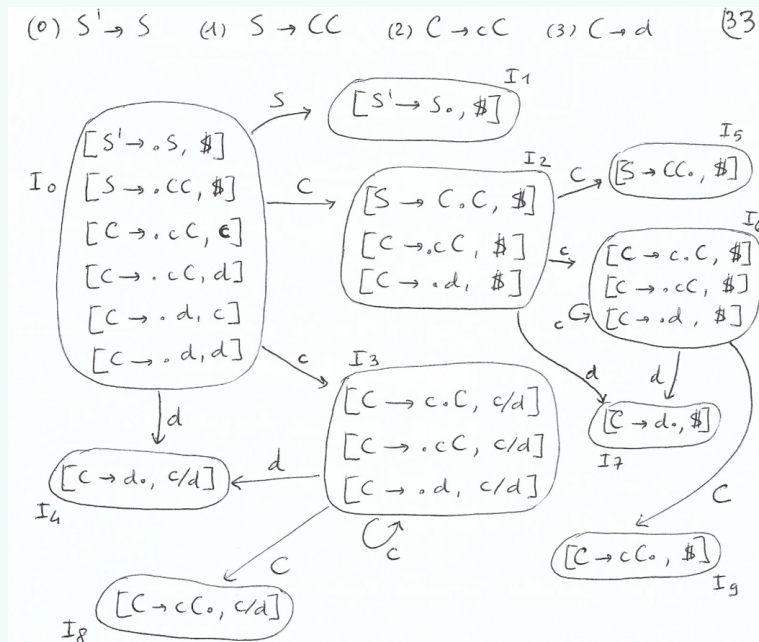 (0) S' → S (1) S → CC (2) C → cC (3) C → d (33
I0
[S' → .S, $]
[S → .CC, $]
[C → .cC, c]
[C → .cC, d]
[C → .d, c]
[C → .d, d]
S
I1
[S' → S., $]
C
I2
[S → C.C, $]
[C → .cC, $]
[C → .d, $]
C
I5
[S → CC., $]
c
I6
[C → c.C, $]
[C → .cC, $]
[C → .d, $]
c
c
I3
[C → c.C, c/d]
[C → .cC, c/d]
[C → .d, c/d]
c
d
d
[C → d., $]
I7
d
[C → d., c/d]
I4
d
C
[C → cC., $]
I9
C
[C → cC., c/d]
I8